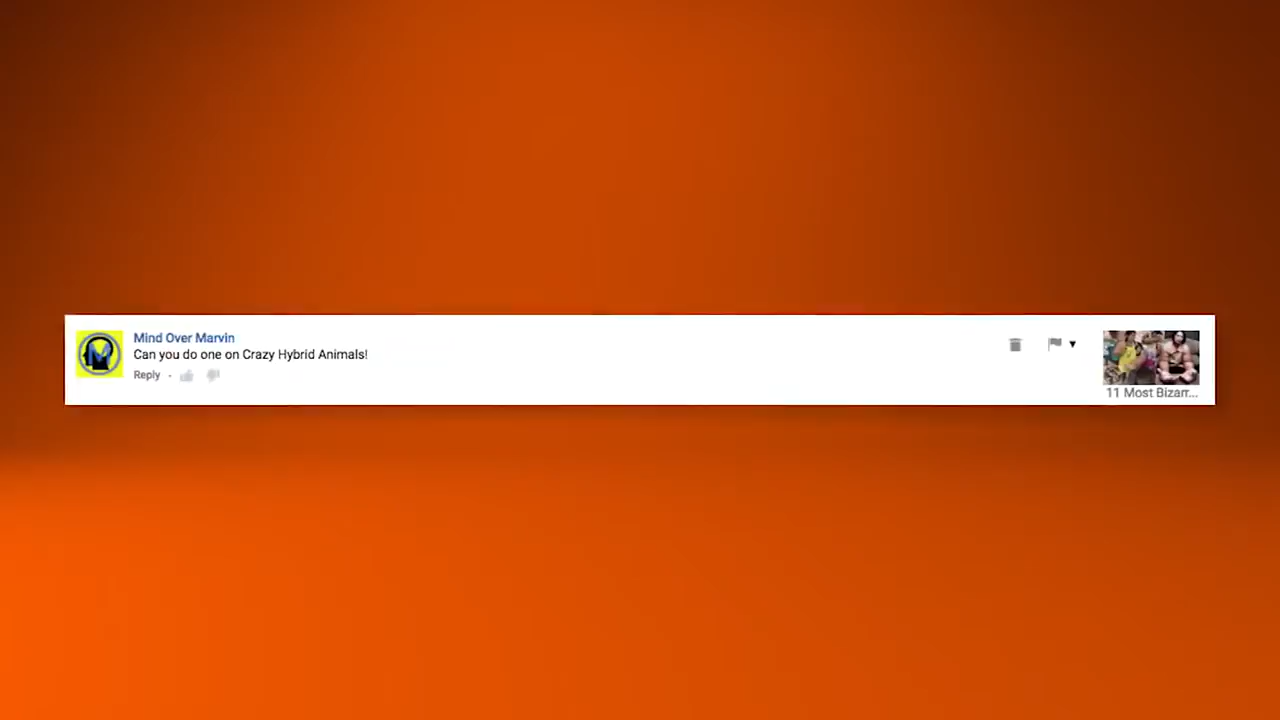 Mind Over Marvin
Can you do one on Crazy Hybrid Animals!
Reply
11 Most Bizarr...